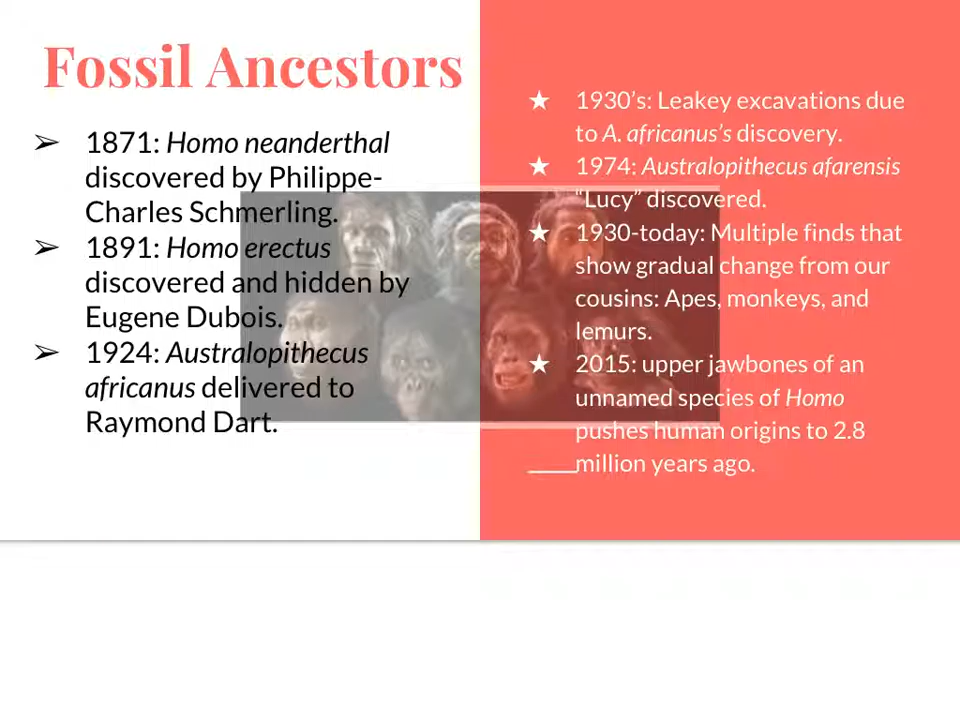 Fossil Ancestors
➢ 1871: Homo neanderthal
discovered by Philippe-
Charles Schmerling.
➢ 1891: Homo erectus
discovered and hidden by
Eugene Dubois.
➢ 1924: Australopithecus
africanus delivered to
Raymond Dart.
★ 1930’s: Leakey excavations due
to A. africanus’s discovery.
★ 1974: Australopithecus afarensis
“Lucy” discovered.
★ 1930-today: Multiple finds that
show gradual change from our
cousins: Apes, monkeys, and
lemurs.
★ 2015: upper jawbones of an
unnamed species of Homo
pushes human origins to 2.8
million years ago.